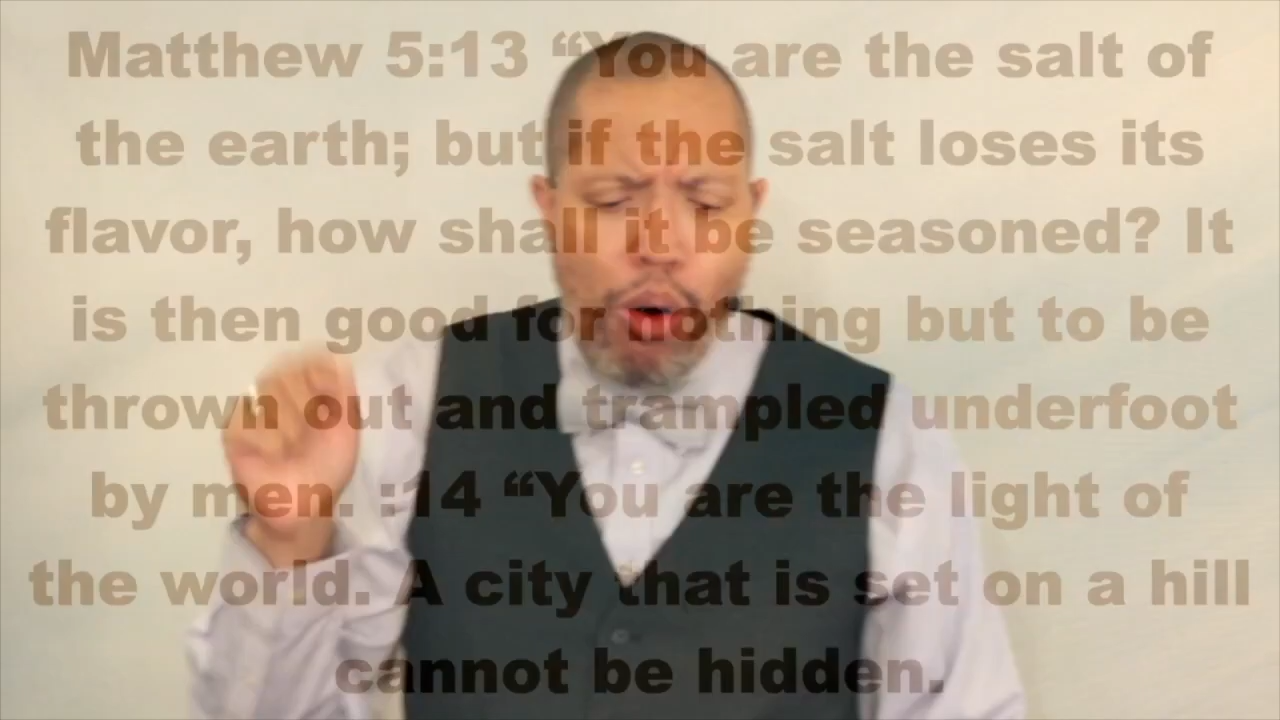 Matthew 5:13 “You are the salt of
the earth; but if the salt loses its
flavor, how shall it be seasoned? It
is then good for nothing but to be
thrown out and trampled underfoot
by men. :14 “You are the light of
the world. A city that is set on a hill
cannot be hidden.